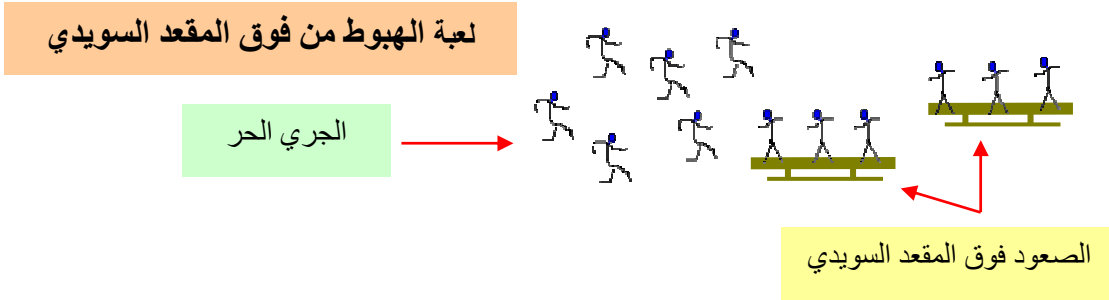 لعبة الهبوط من فوق المقعد السويدي
الجري الحر
الصعود فوق المقعد السويدي